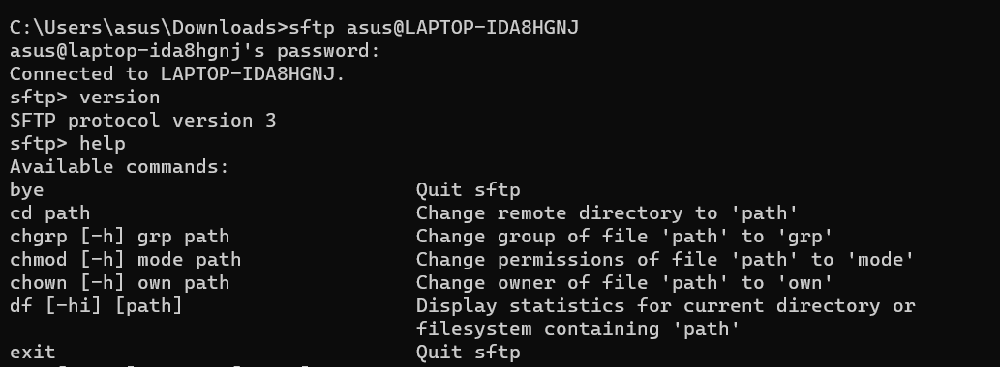 C:\Users\asus\Downloads>sftp asus@LAPTOP-IDA8HGNJ
asus@laptop-ida8hgnj's password:
Connected to LAPTOP-IDA8HGNJ.
sftp> version
SFTP protocol version 3
sftp> help
Available commands:
bye                                Quit sftp
cd path                            Change remote directory to 'path'
chgrp [-h] grp path                Change group of file 'path' to 'grp'
chmod [-h] mode path               Change permissions of file 'path' to 'mode'
chown [-h] own path                Change owner of file 'path' to 'own'
df [-hi] [path]                    Display statistics for current directory or
                                   filesystem containing 'path'
exit                               Quit sftp